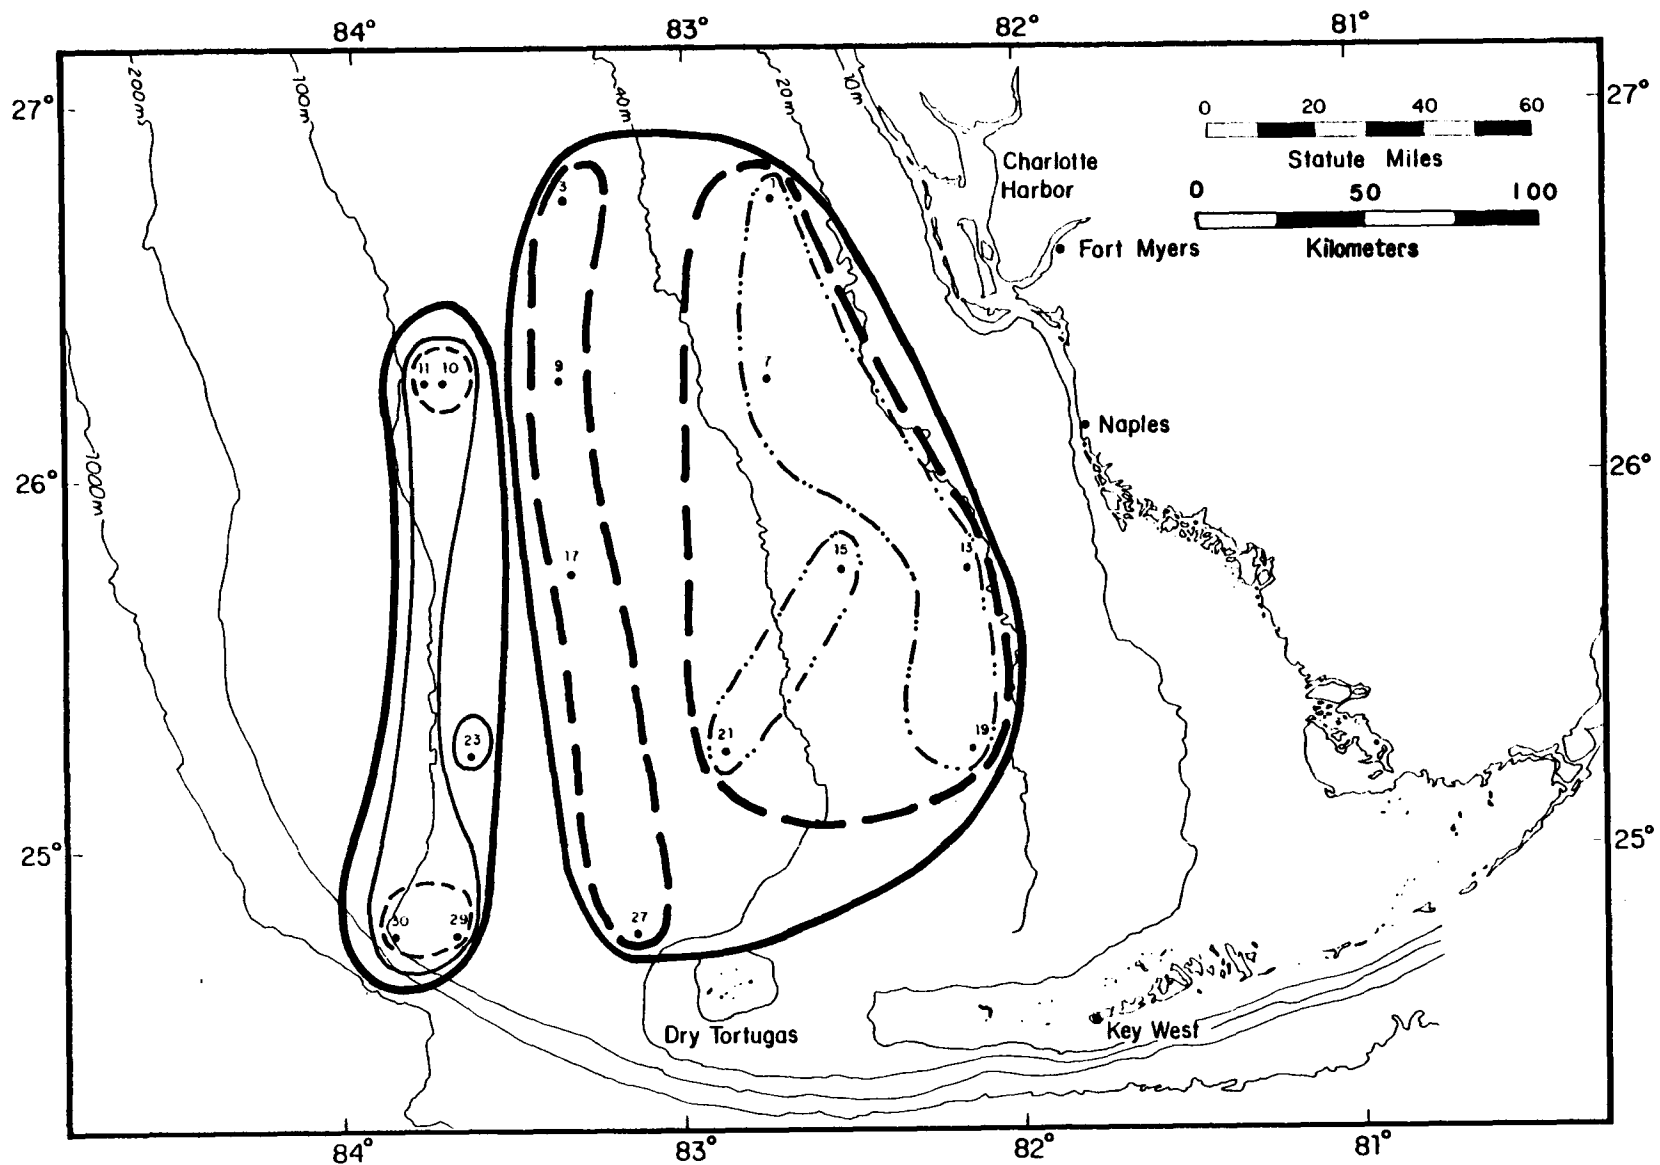 84° 83° 82° 81°
200m 100m 40m 20m 10m
27° 27°
0 20 40 60
Statute Miles
0 50 100
Kilometers
Charlotte
Harbor
Fort Myers
3 1
11 10 9 7
Naples
26° 26°
1000m
17 15 13
23 21 19
25° 25°
30 29 27
Dry Tortugas
Key West
84° 83° 82° 81°